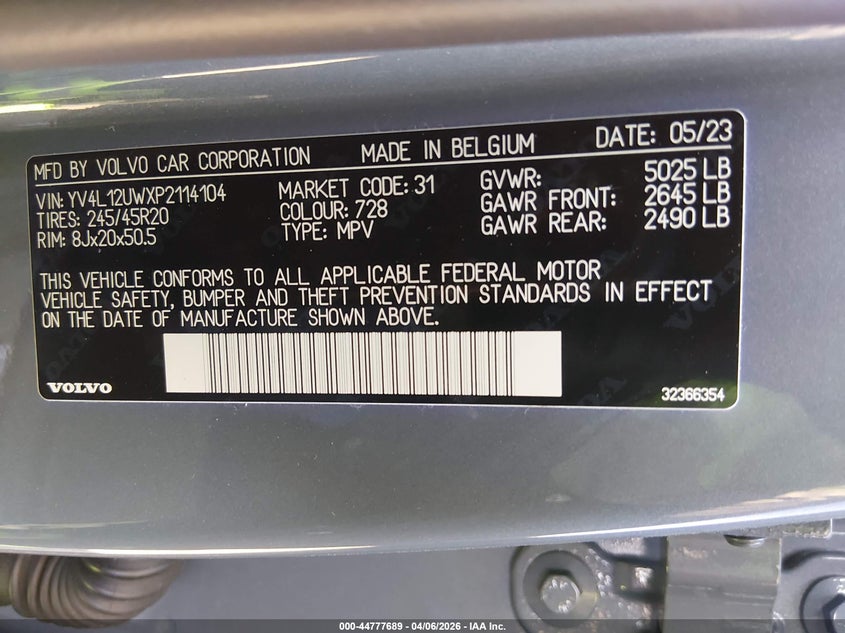 MFD BY VOLVO CAR CORPORATION MADE IN BELGIUM DATE: 05/23
VIN: YV4L12UWXP2114104 MARKET CODE: 31 GVWR: 5025 LB
TIRES: 245/45R20 COLOUR: 728 GAWR FRONT: 2645 LB
RIM: 8Jx20x50.5 TYPE: MPV GAWR REAR: 2490 LB
THIS VEHICLE CONFORMS TO ALL APPLICABLE FEDERAL MOTOR
VEHICLE SAFETY, BUMPER AND THEFT PREVENTION STANDARDS IN EFFECT
ON THE DATE OF MANUFACTURE SHOWN ABOVE.
VOLVO 32366354
000-44777689 - 04/06/2026 - IAA Inc.